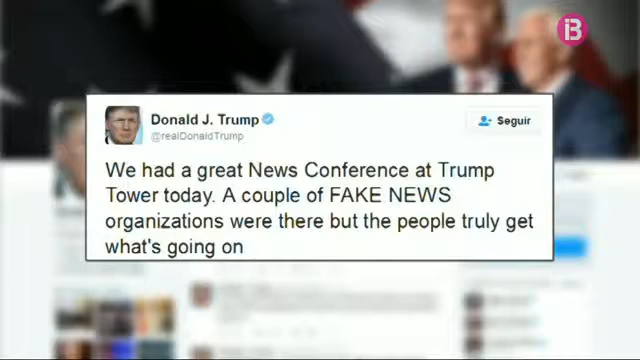 IB
Donald J. Trump
@realDonaldTrump
Seguir
We had a great News Conference at Trump
Tower today. A couple of FAKE NEWS
organizations were there but the people truly get
what's going on